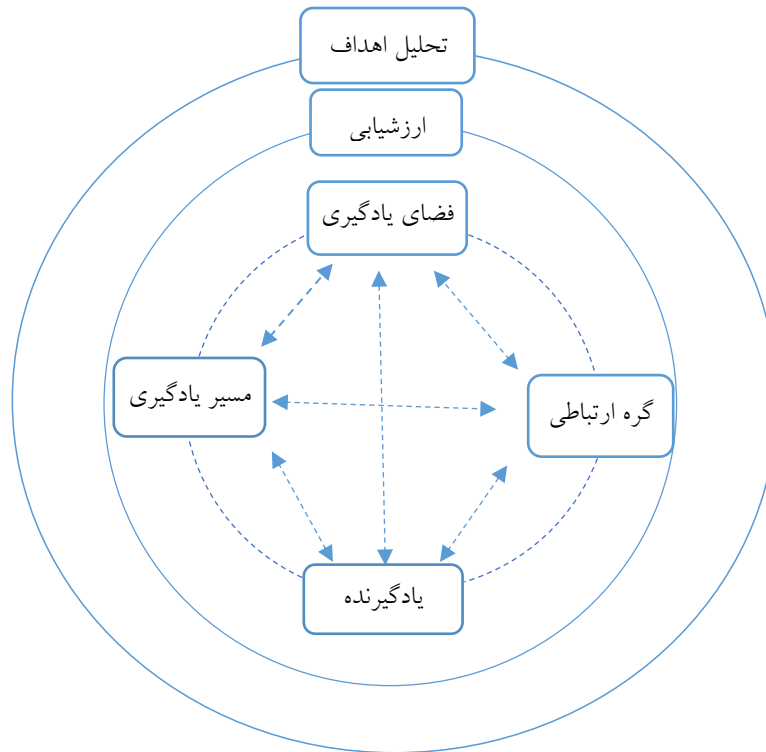 تحلیل اهداف
ارزشیابی
فضای یادگیری
مسیر یادگیری
گره ارتباطی
یادگیرنده